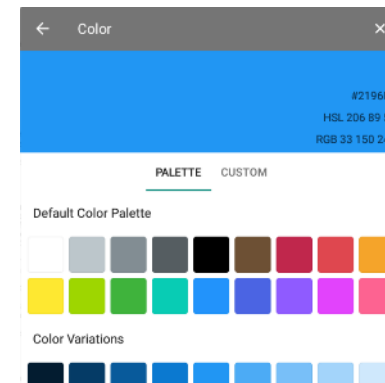 Color
#2196
HSL 206 89
RGB 33 150
PALETTE CUSTOM
Default Color Palette
Color Variations